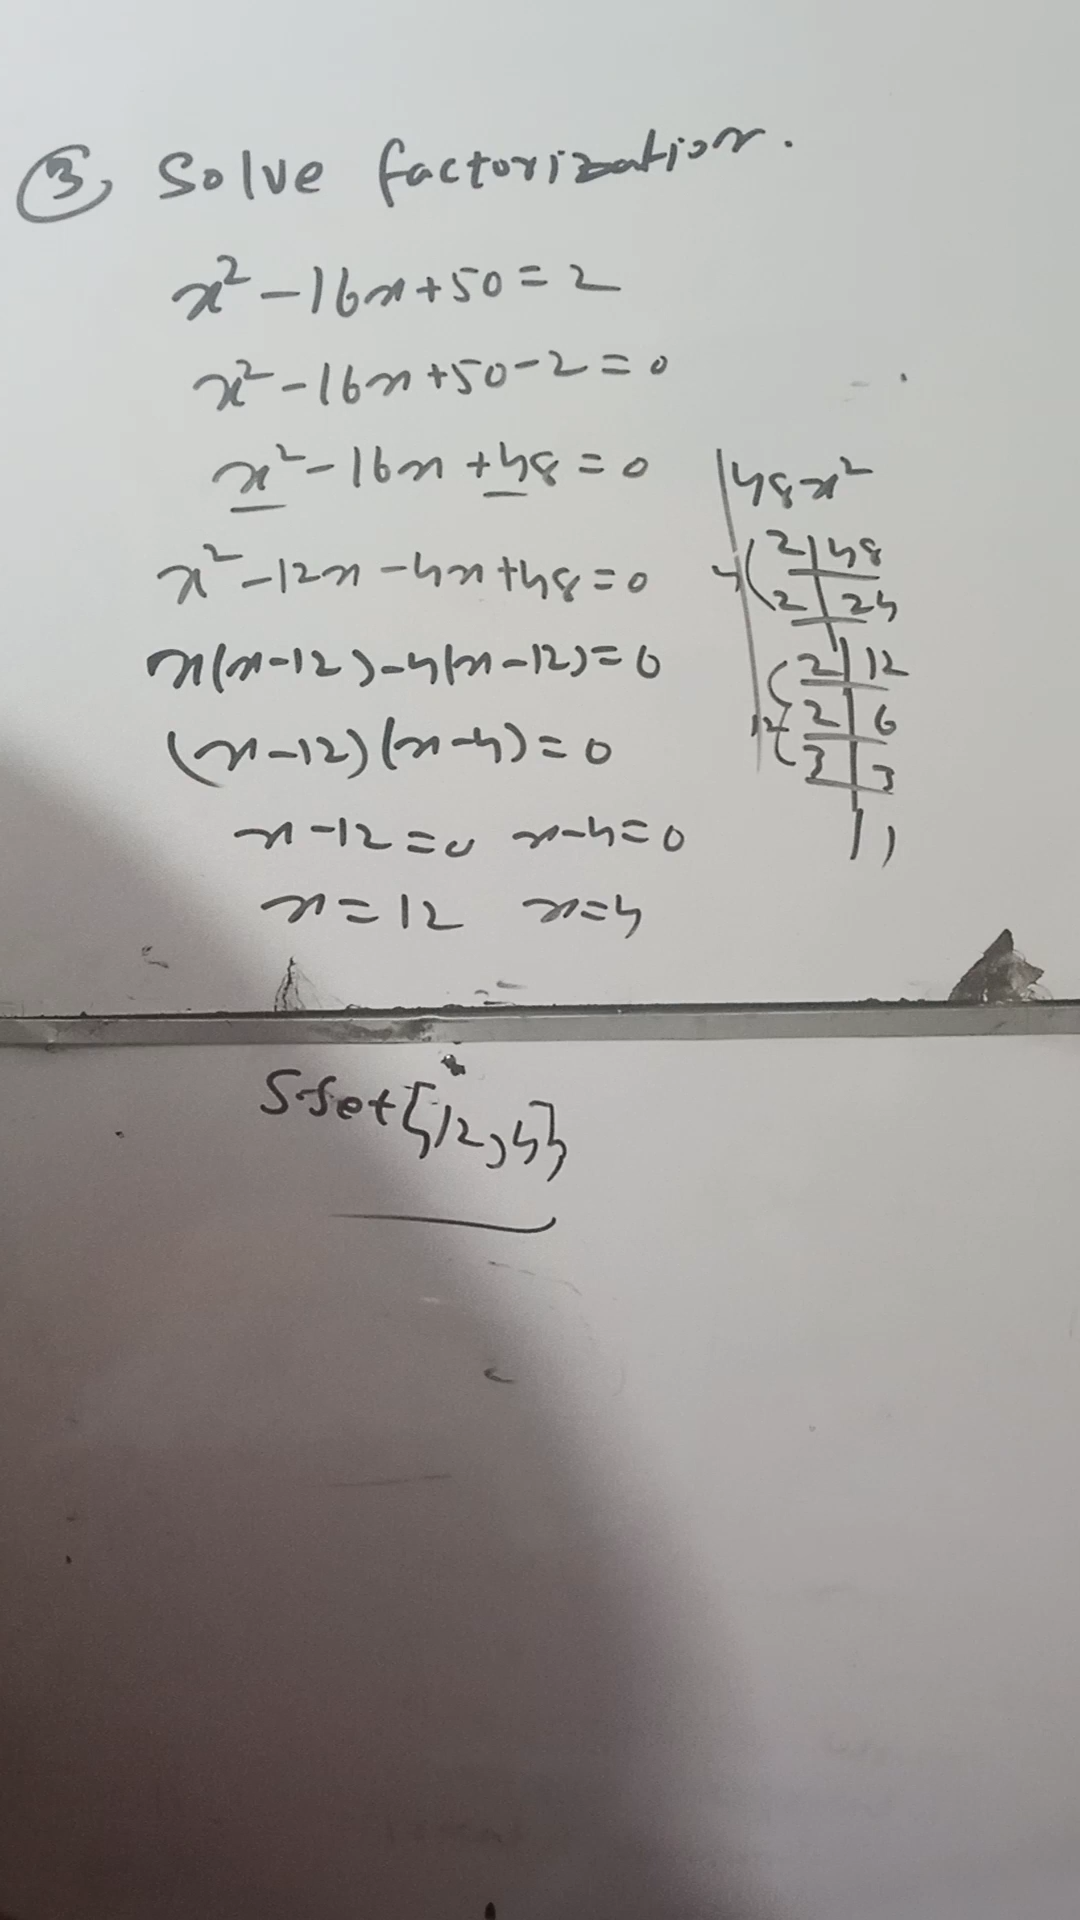 ③ Solve factorization.
x² - 16x + 50 = 2
x² - 16x + 50 - 2 = 0
x² - 16x + 48 = 0
x² - 12x - 4x + 48 = 0
x(x - 12) - 4(x - 12) = 0
(x - 12)(x - 4) = 0
x - 12 = 0 x - 4 = 0
x = 12 x = 4
S.Set{12,4}
48x²
4 2|48
2|24
2|12
12 2|6
3|3
1